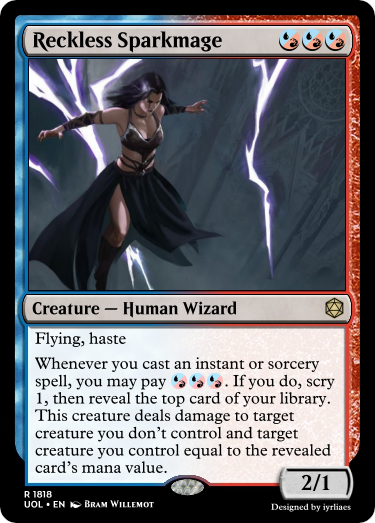 Reckless Sparkmage
Creature — Human Wizard
Flying, haste
Whenever you cast an instant or sorcery
spell, you may pay . If you do, scry
1, then reveal the top card of your library.
This creature deals damage to target
creature you don't control and target
creature you control equal to the revealed
card's mana value.
2/1
R 1818
UOL • EN Bram Willemot
Designed by iyrliaes